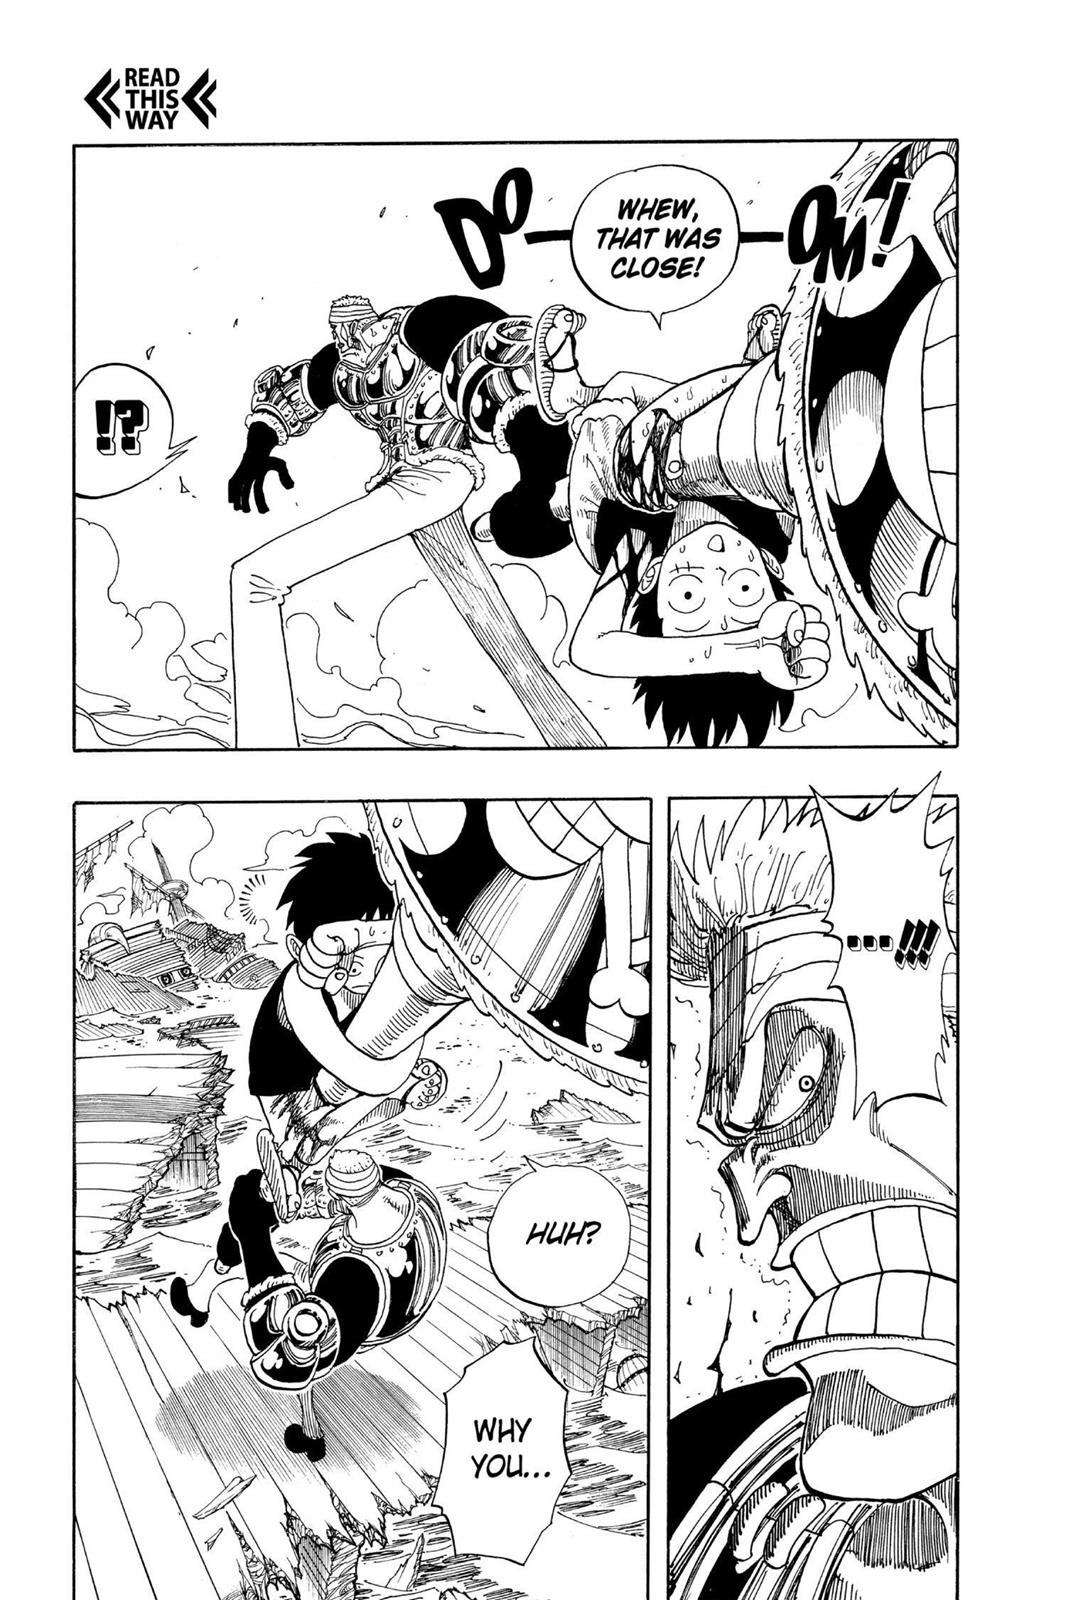 READ
THIS
WAY
DO
OM!
WHEW,
THAT WAS
CLOSE!
!?
...!!!
HUH?
WHY
YOU...